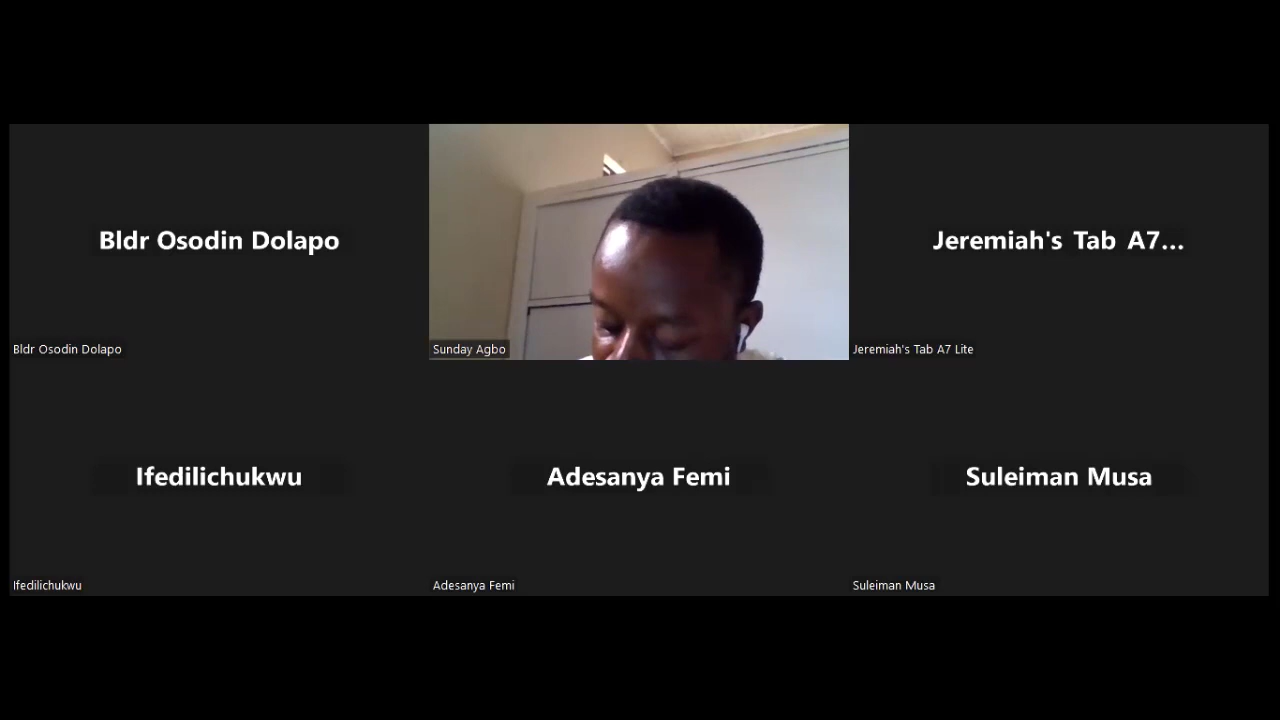 Bldr Osodin Dolapo
Bldr Osodin Dolapo
Sunday Agbo
Jeremiah's Tab A7...
Jeremiah's Tab A7 Lite
Ifedilichukwu
Ifedilichukwu
Adesanya Femi
Adesanya Femi
Suleiman Musa
Suleiman Musa